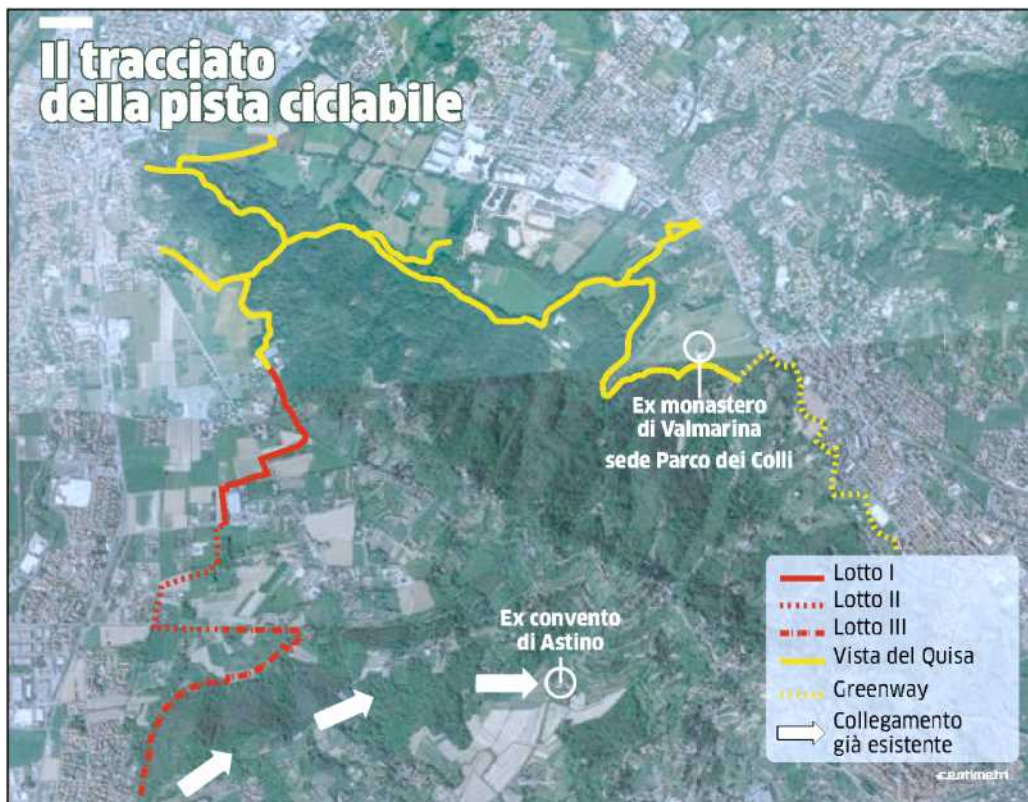 Il tracciato
della pista ciclabile
Ex monastero
di Valmarina
sede Parco dei Colli
Ex convento
di Astino
Lotto I
Lotto II
Lotto III
Vista del Quisa
Greenway
Collegamento
già esistente
centimetri